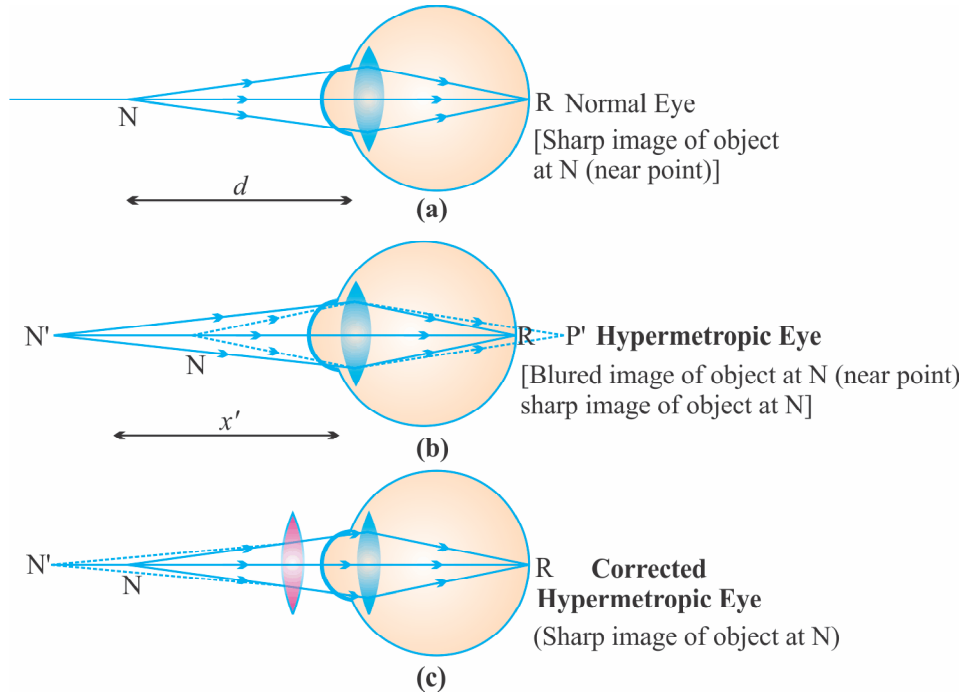 N
R Normal Eye
[Sharp image of object
at N (near point)]
d
(a)
N'
N
R
P' Hypermetropic Eye
[Blured image of object at N (near point)
sharp image of object at N]
x'
(b)
N'
N
R Corrected
Hypermetropic Eye
(Sharp image of object at N)
(c)